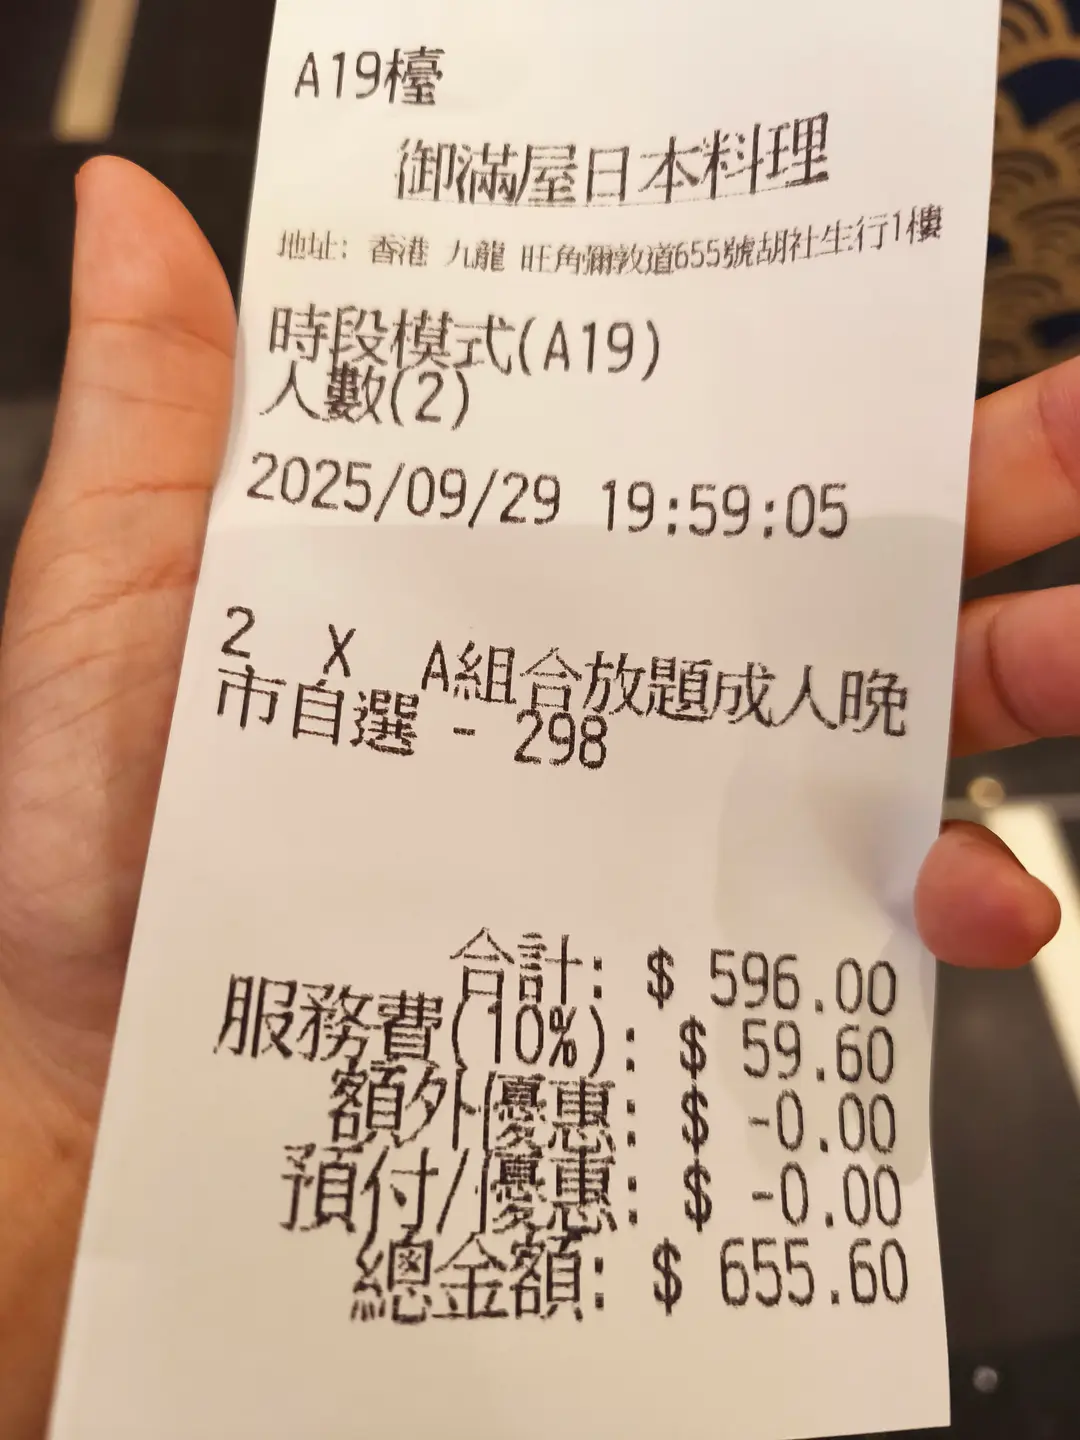 A19檯
御滿屋日本料理
地址: 香港 九龍 旺角彌敦道655號胡社生行1樓
時段模式(A19)
人數(2)
2025/09/29 19:59:05
2 X A組合放題成人晚
市自選 - 298
合計: $ 596.00
服務費(10%): $ 59.60
額外優惠: $ -0.00
預付/優惠: $ -0.00
總金額: $ 655.60